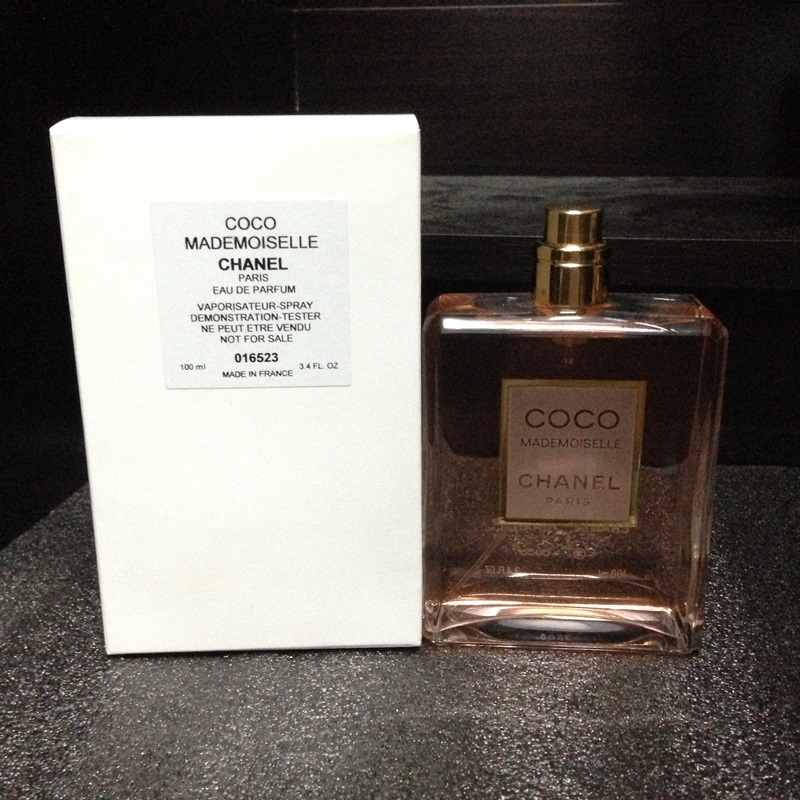 COCO
MADEMOISELLE
CHANEL
PARIS
EAU DE PARFUM
VAPORISATEUR-SPRAY
DEMONSTRATION-TESTER
NE PEUT ETRE VENDU
NOT FOR SALE
016523
100 ml 3.4 FL. OZ
MADE IN FRANCE
COCO
MADEMOISELLE
CHANEL
PARIS